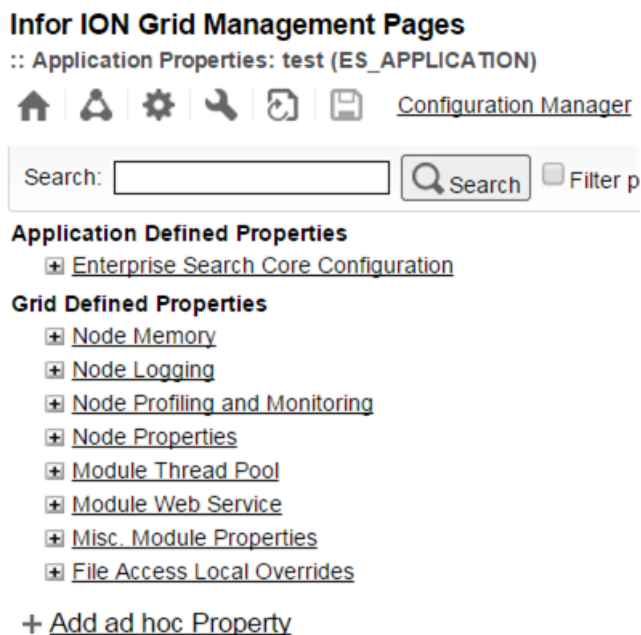 Infor ION Grid Management Pages
:: Application Properties: test (ES_APPLICATION)
Configuration Manager
Search: Search Filter p
Application Defined Properties
Enterprise Search Core Configuration
Grid Defined Properties
Node Memory
Node Logging
Node Profiling and Monitoring
Node Properties
Module Thread Pool
Module Web Service
Misc. Module Properties
File Access Local Overrides
+ Add ad hoc Property